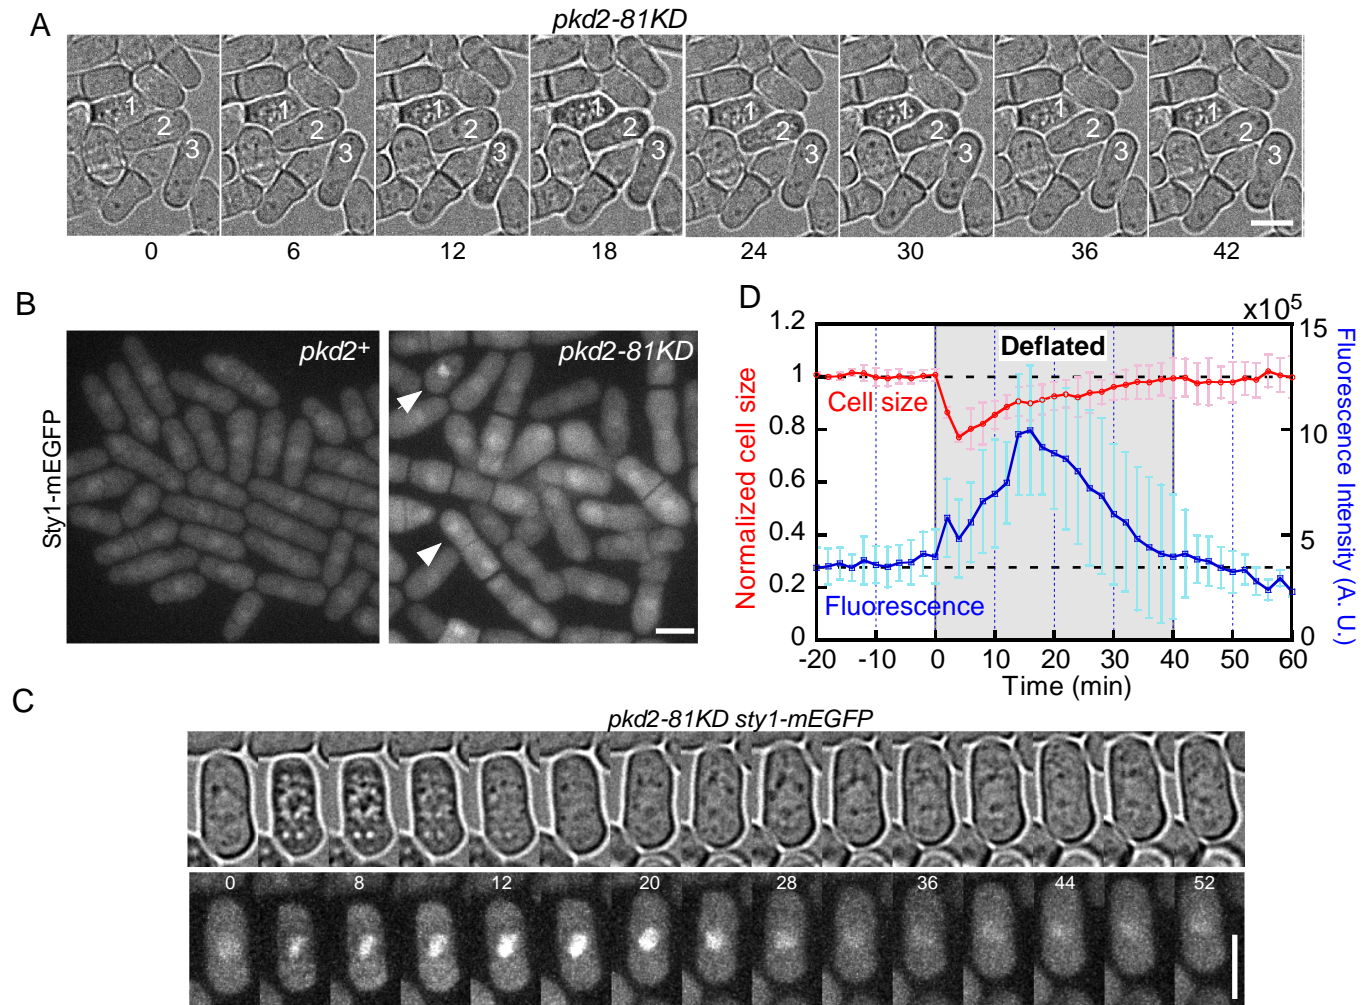 A
pkd2-81KD
1 1 1 1 1 1 1 1
2 2 2 2 2 2 2 2
3 3 3 3 3 3 3 3
0 6 12 18 24 30 36 42
B
Sty1-mEGFP
pkd2+
pkd2-81KD
D
x10^5
Deflated
Normalized cell size
1.2
1
0.8
0.6
0.4
0.2
0
Cell size
Fluorescence
15
10
5
0
Fluorescence Intensity (A. U.)
-20 -10 0 10 20 30 40 50 60
Time (min)
C
pkd2-81KD sty1-mEGFP
0 8 12 20 28 36 44 52